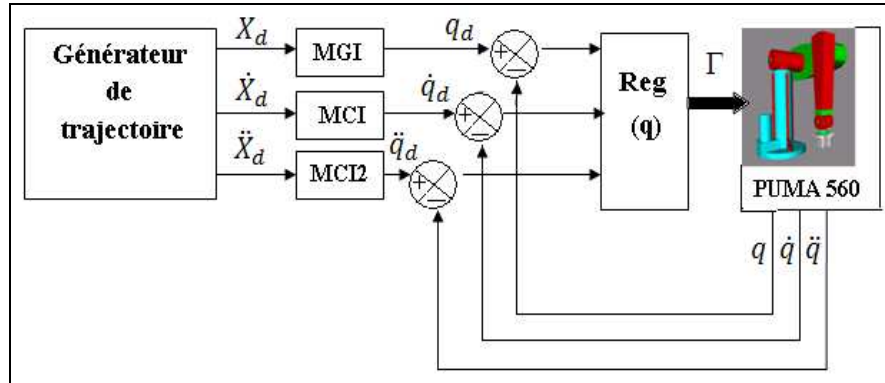 Générateur
de
trajectoire
Xd
MGI
qd
+
−
Ẋd
MCI
q̇d
+
−
Ẍd
MCI2
q̈d
+
−
Reg
(q)
Γ
PUMA 560
q q̇ q̈